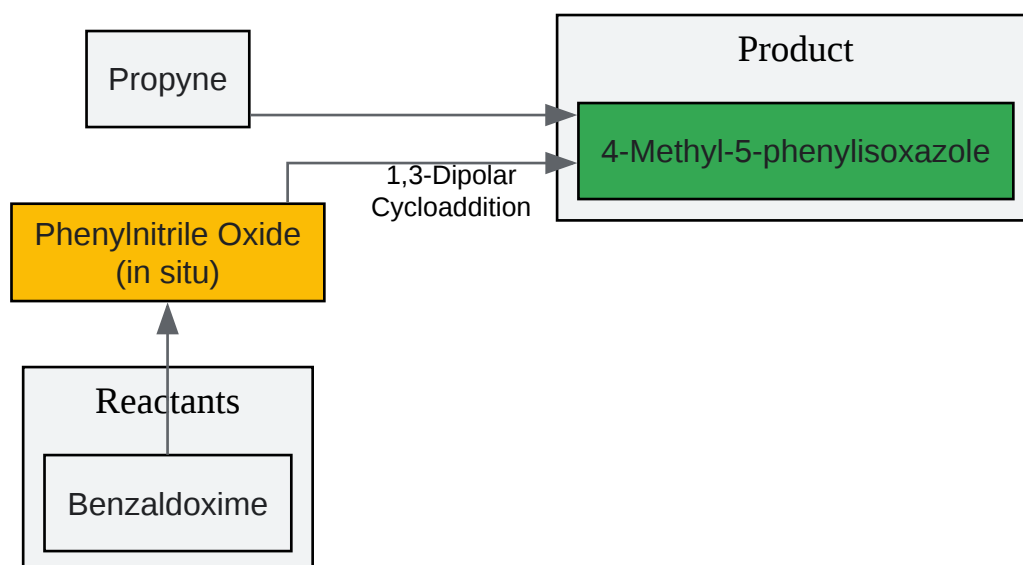 Product
Propyne
4-Methyl-5-phenylisoxazole
1,3-Dipolar
Cycloaddition
Phenylnitrile Oxide
(in situ)
Reactants
Benzaldoxime